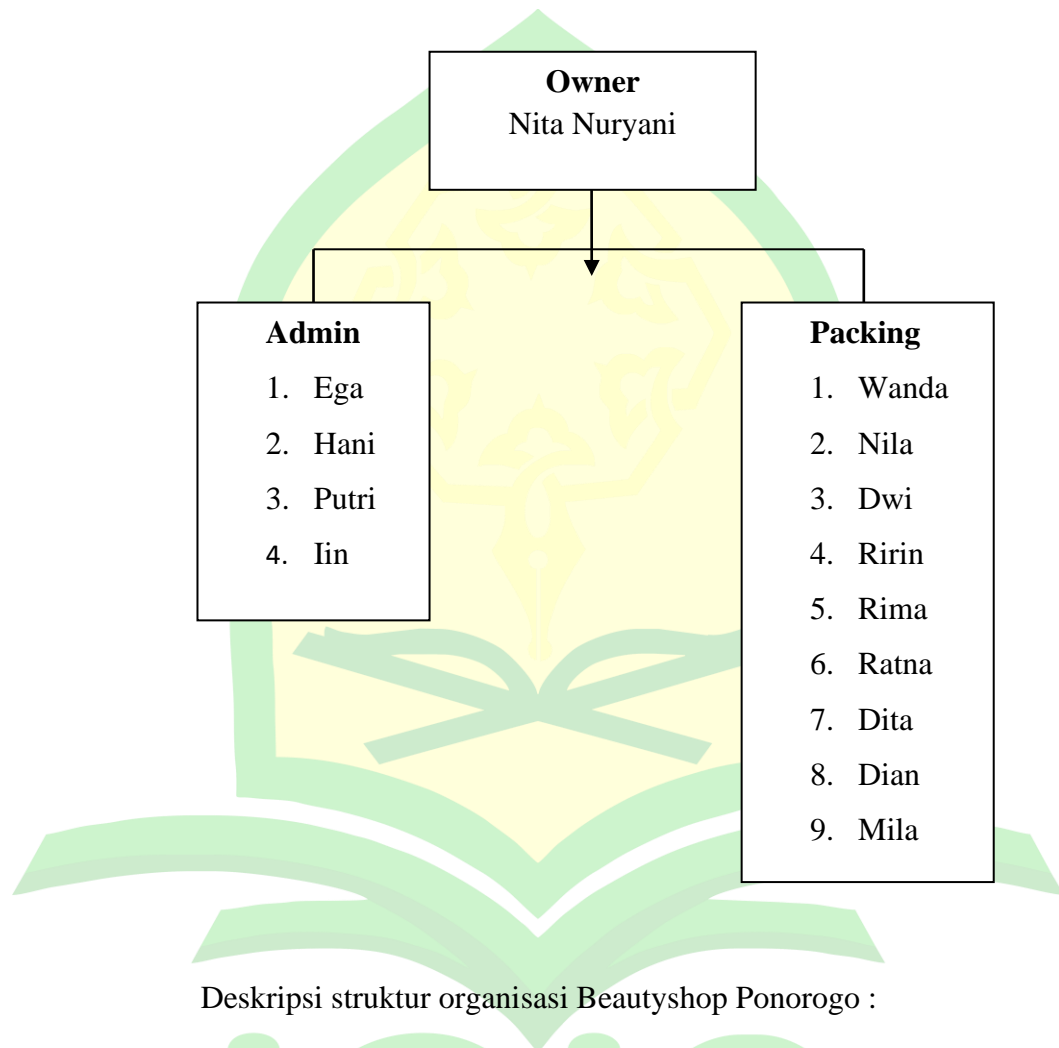 Owner
Nita Nuryani
Admin
1. Ega
2. Hani
3. Putri
4. Iin
Packing
1. Wanda
2. Nila
3. Dwi
4. Ririn
5. Rima
6. Ratna
7. Dita
8. Dian
9. Mila
Deskripsi struktur organisasi Beautyshop Ponorogo :